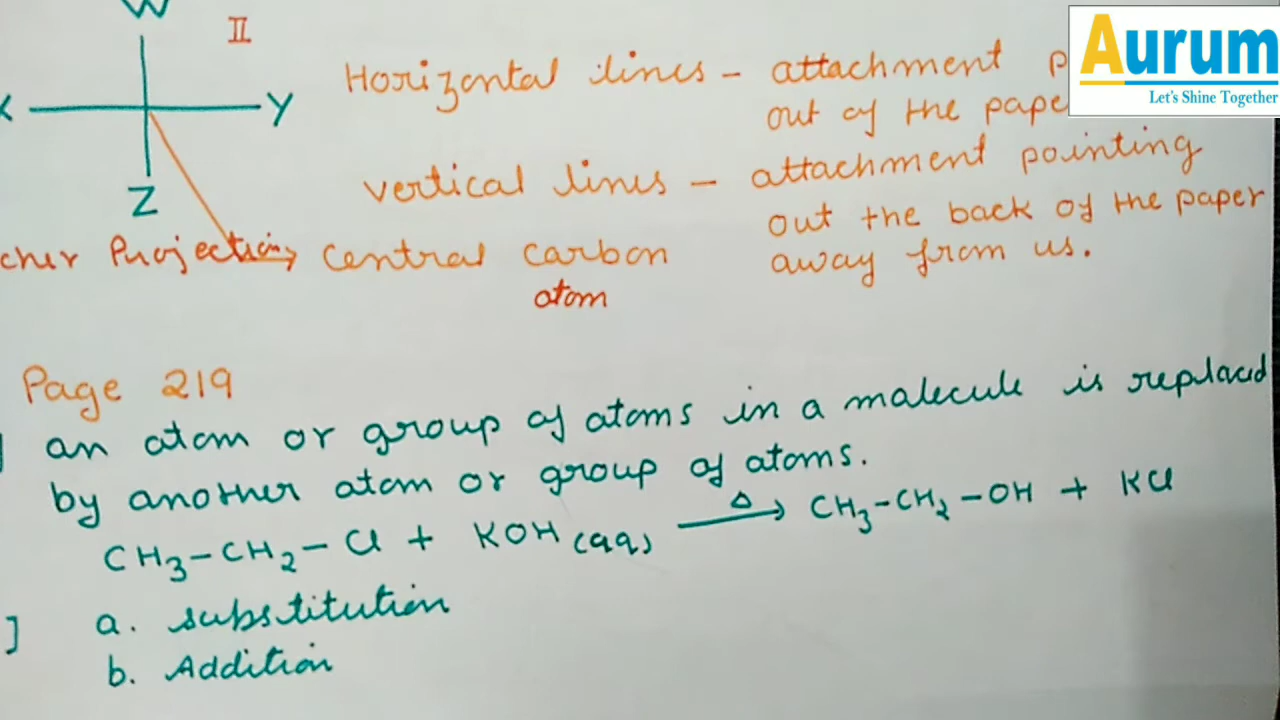 W
II
X Y
Z
Horizontal lines - attachment
out of the
vertical lines - attachment pointing
out the back of the paper
away from us.
Projection central carbon
atom
Page 219
an atom or group of atoms in a molecule is replaced
by another atom or group of atoms.
CH3-CH2-Cl + KOH (aq) Δ→ CH3-CH2-OH + KCl
] a. substitution
b. Addition
Aurum
Let's Shine Together